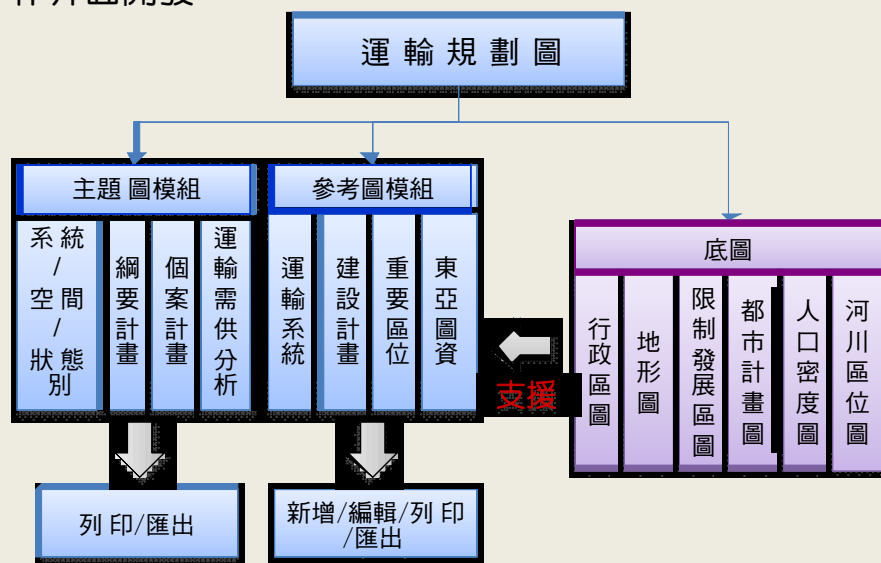 運輸規劃圖
主題 圖模組
系統
/
空間
/
狀態
別
綱要計畫
個案計畫
運輸需供分析
參考圖模組
運輸系統
建設計畫
重要區位
東亞圖資
底圖
行政區圖
地形圖
限制發展區圖
都市計畫圖
人口密度圖
河川區位圖
支援
列印/匯出
新增/編輯/列印
/匯出